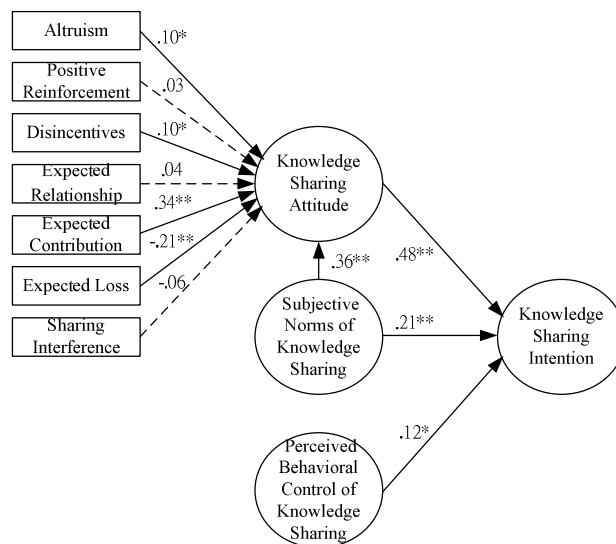 Altruism
.10*
Positive
Reinforcement
.03
Disincentives
.10*
Expected
Relationship
.04
Expected
Contribution
.34**
Expected Loss
-.21**
Sharing
Interference
-.06
Knowledge
Sharing
Attitude
.36**
.48**
Subjective
Norms of
Knowledge
Sharing
.21**
Knowledge
Sharing
Intention
Perceived
Behavioral
Control of
Knowledge
Sharing
.12*